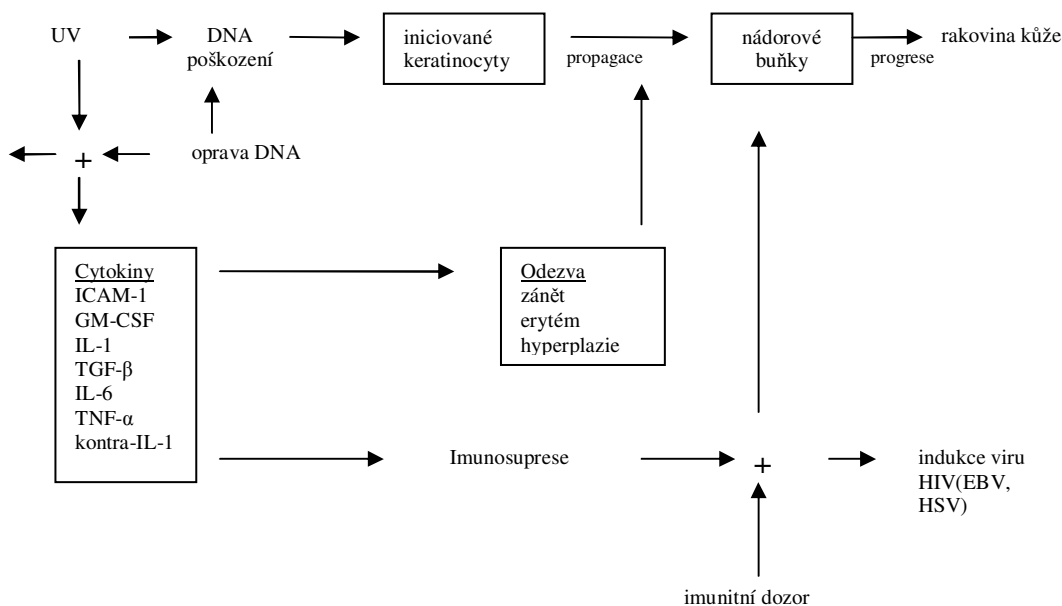 UV
DNA
poškození
iniciované
keratinocyty
propagace
nádorové
buňky
progrese
rakovina kůže
+
oprava DNA
Cytokiny
ICAM-1
GM-CSF
IL-1
TGF-β
IL-6
TNF-α
kontra-IL-1
Odezva
zánět
erytém
hyperplazie
Imunosuprese
+
indukce viru
HIV(EBV,
HSV)
imunitní dozor